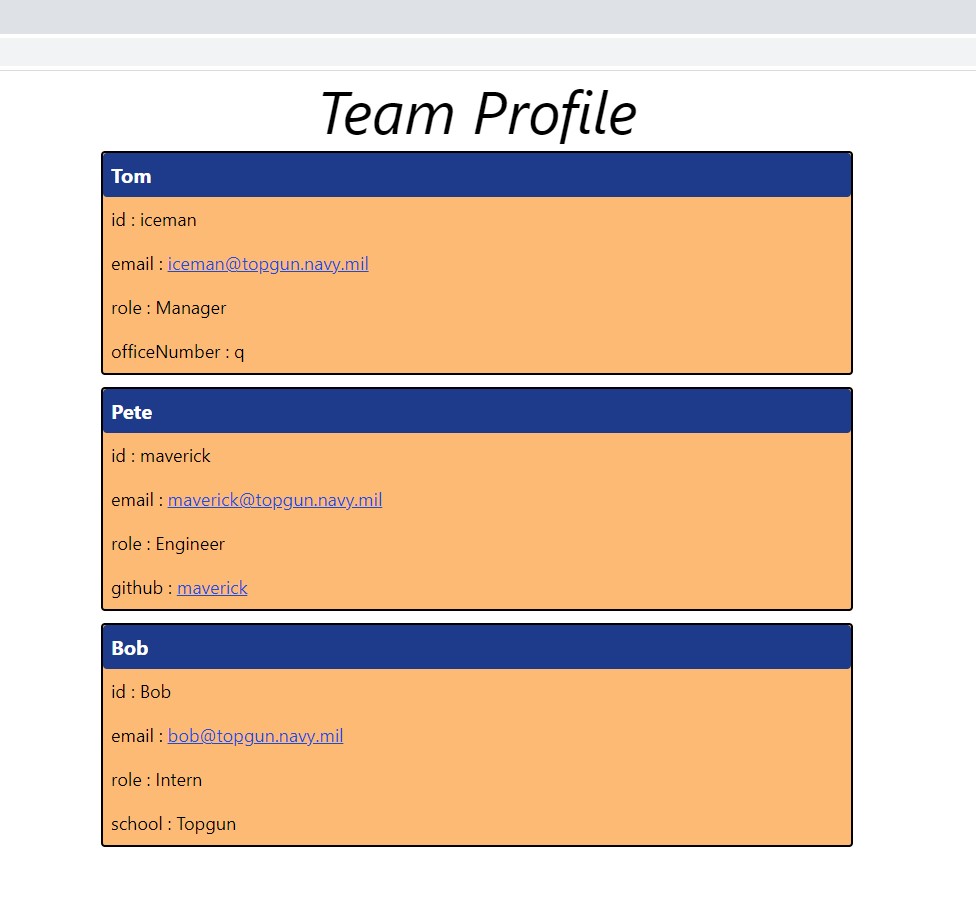 Team Profile
Tom
id : iceman
email : iceman@topgun.navy.mil
role : Manager
officeNumber : q
Pete
id : maverick
email : maverick@topgun.navy.mil
role : Engineer
github : maverick
Bob
id : Bob
email : bob@topgun.navy.mil
role : Intern
school : Topgun